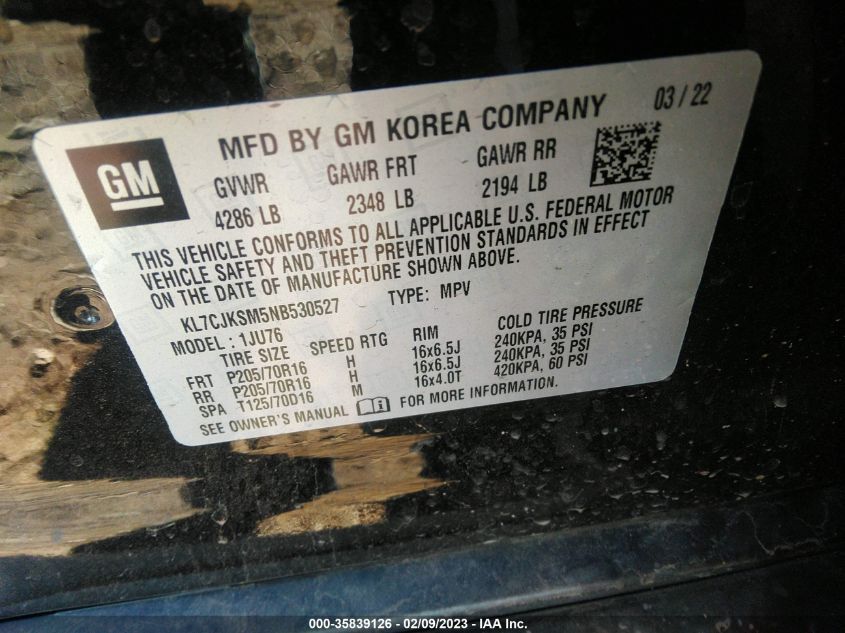 GM
MFD BY GM KOREA COMPANY 03 / 22
GVWR GAWR FRT GAWR RR
4286 LB 2348 LB 2194 LB
THIS VEHICLE CONFORMS TO ALL APPLICABLE U.S. FEDERAL MOTOR
VEHICLE SAFETY AND THEFT PREVENTION STANDARDS IN EFFECT
ON THE DATE OF MANUFACTURE SHOWN ABOVE.
KL7CJKSM5NB530527 TYPE: MPV
MODEL : 1JU76
TIRE SIZE SPEED RTG RIM COLD TIRE PRESSURE
FRT P205/70R16 H 16x6.5J 240KPA, 35 PSI
RR P205/70R16 H 16x6.5J 240KPA, 35 PSI
SPA T125/70D16 M 16x4.0T 420KPA, 60 PSI
SEE OWNER'S MANUAL FOR MORE INFORMATION.
000-35839126 - 02/09/2023 - IAA Inc.